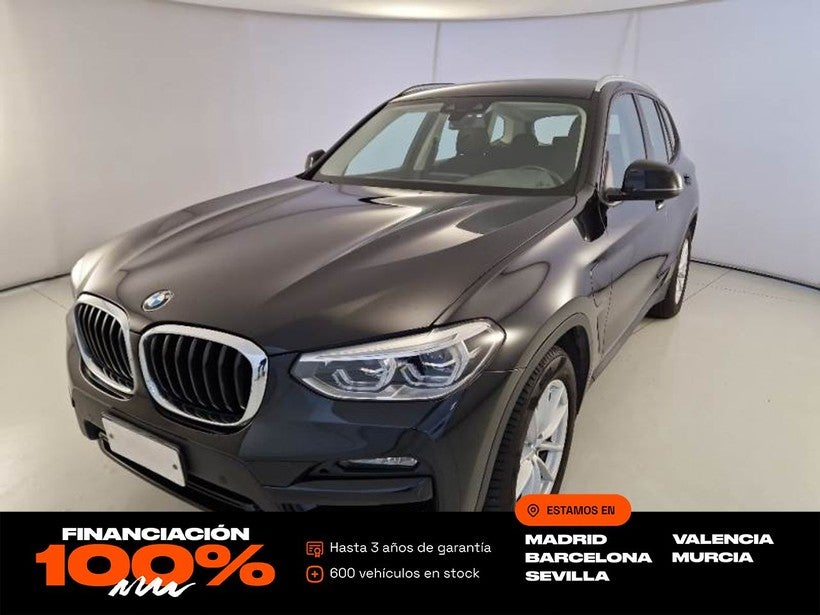 FINANCIACIÓN
100%
Hasta 3 años de garantía
600 vehículos en stock
ESTAMOS EN
MADRID
BARCELONA
SEVILLA
VALENCIA
MURCIA